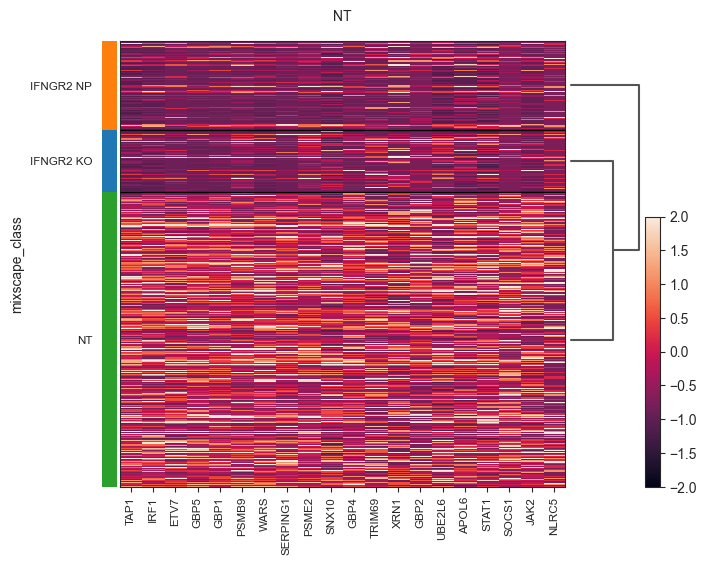 NT
IFNGR2 NP
IFNGR2 KO
NT
mixscape_class
2.0
1.5
1.0
0.5
0.0
−0.5
−1.0
−1.5
−2.0
TAP1
IRF1
ETV7
GBP5
GBP1
PSMB9
WARS
SERPING1
PSME2
SNX10
GBP4
TRIM69
XRN1
GBP2
UBE2L6
APOL6
STAT1
SOCS1
JAK2
NLRC5